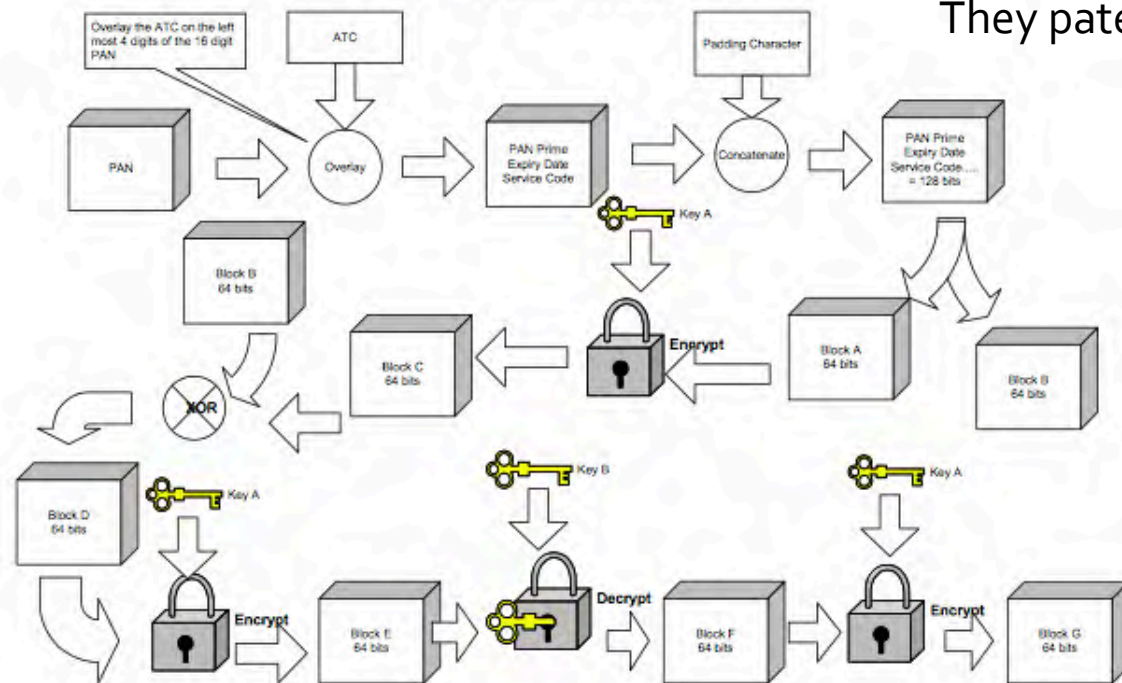 They pate
Overlay the ATC on the left
most 4 digits of the 16 digit
PAN
ATC
Padding Character
PAN
Overlay
PAN Prime
Expiry Date
Service Code
Concatenate
PAN Prime
Expiry Date
Service Code.....
= 128 bits
Key A
Block B
64 bits
Block C
64 bits
Encrypt
Block A
64 bits
Block B
64 bits
XOR
Block D
64 bits
Key A
Key B
Key A
Encrypt
Block E
64 bits
Decrypt
Block F
64 bits
Encrypt
Block G
64 bits